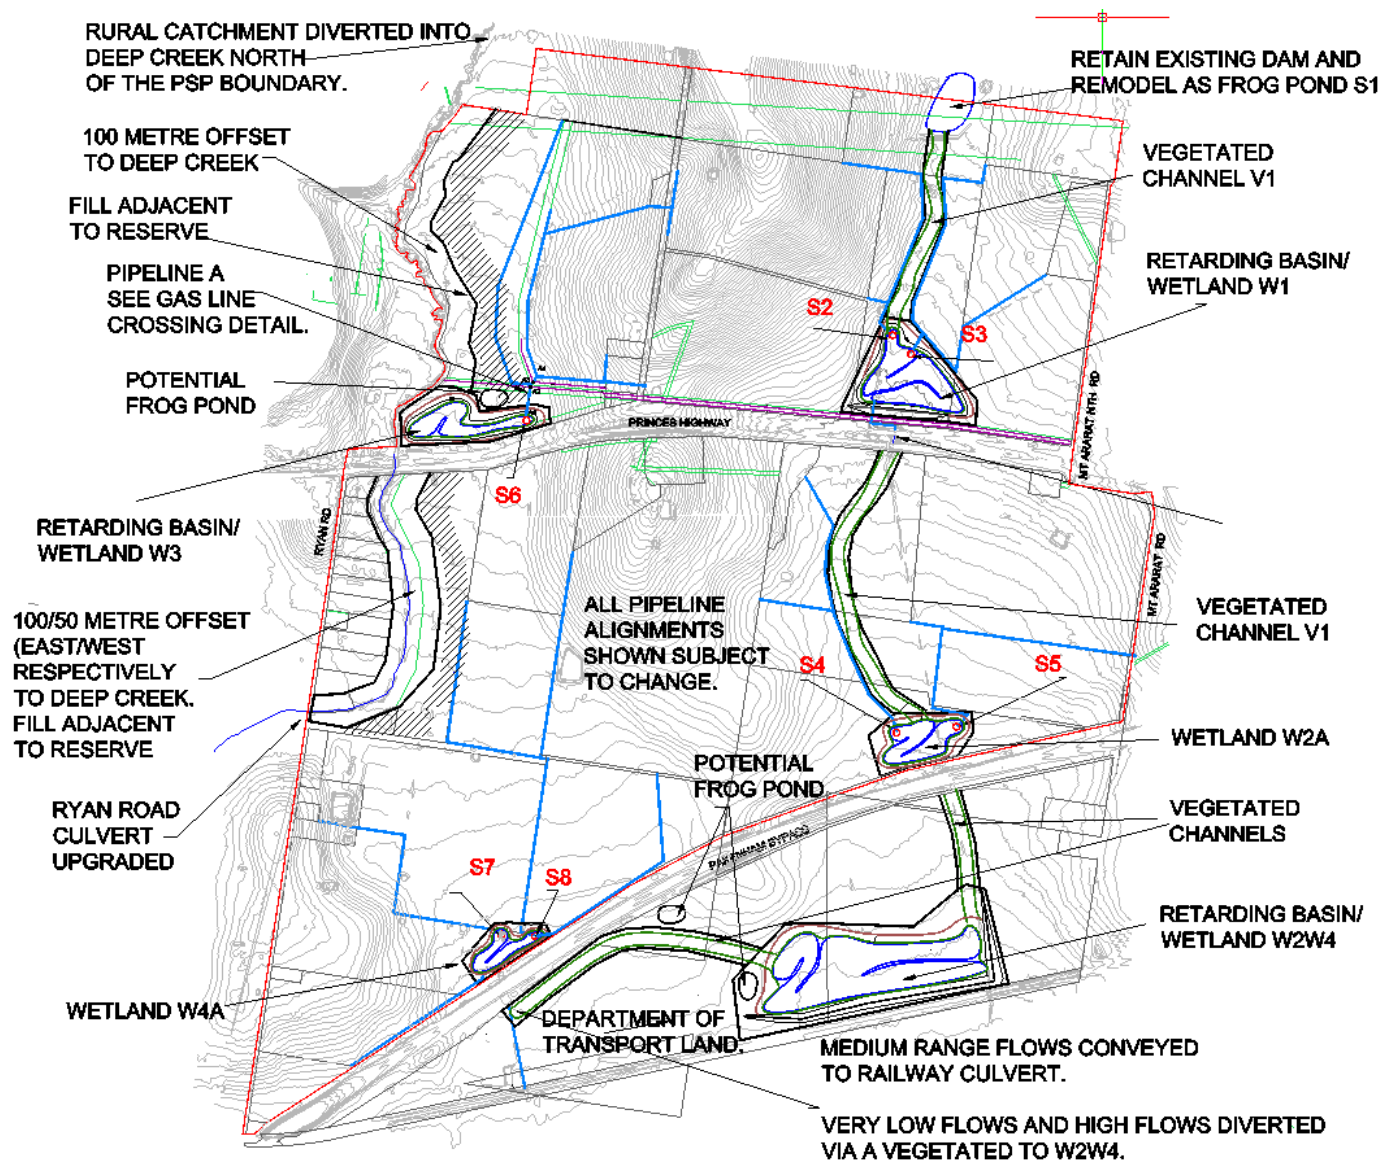 RURAL CATCHMENT DIVERTED INTO
DEEP CREEK NORTH
OF THE PSP BOUNDARY.
RETAIN EXISTING DAM AND
REMODEL AS FROG POND S1
100 METRE OFFSET
TO DEEP CREEK
VEGETATED
CHANNEL V1
FILL ADJACENT
TO RESERVE
PIPELINE A
SEE GAS LINE
CROSSING DETAIL.
RETARDING BASIN/
WETLAND W1
S2
S3
POTENTIAL
FROG POND
PRINCES HIGHWAY
MT ARARAT NTH RD
S6
RETARDING BASIN/
WETLAND W3
RYAN RD
MT ARARAT RD
100/50 METRE OFFSET
(EAST/WEST
RESPECTIVELY
TO DEEP CREEK.
FILL ADJACENT
TO RESERVE
ALL PIPELINE
ALIGNMENTS
SHOWN SUBJECT
TO CHANGE.
VEGETATED
CHANNEL V1
S4
S5
WETLAND W2A
POTENTIAL
FROG POND
RYAN ROAD
CULVERT
UPGRADED
VEGETATED
CHANNELS
PAKENHAM BYPASS
S7
S8
RETARDING BASIN/
WETLAND W2W4
WETLAND W4A
DEPARTMENT OF
TRANSPORT LAND.
MEDIUM RANGE FLOWS CONVEYED
TO RAILWAY CULVERT.
VERY LOW FLOWS AND HIGH FLOWS DIVERTED
VIA A VEGETATED TO W2W4.